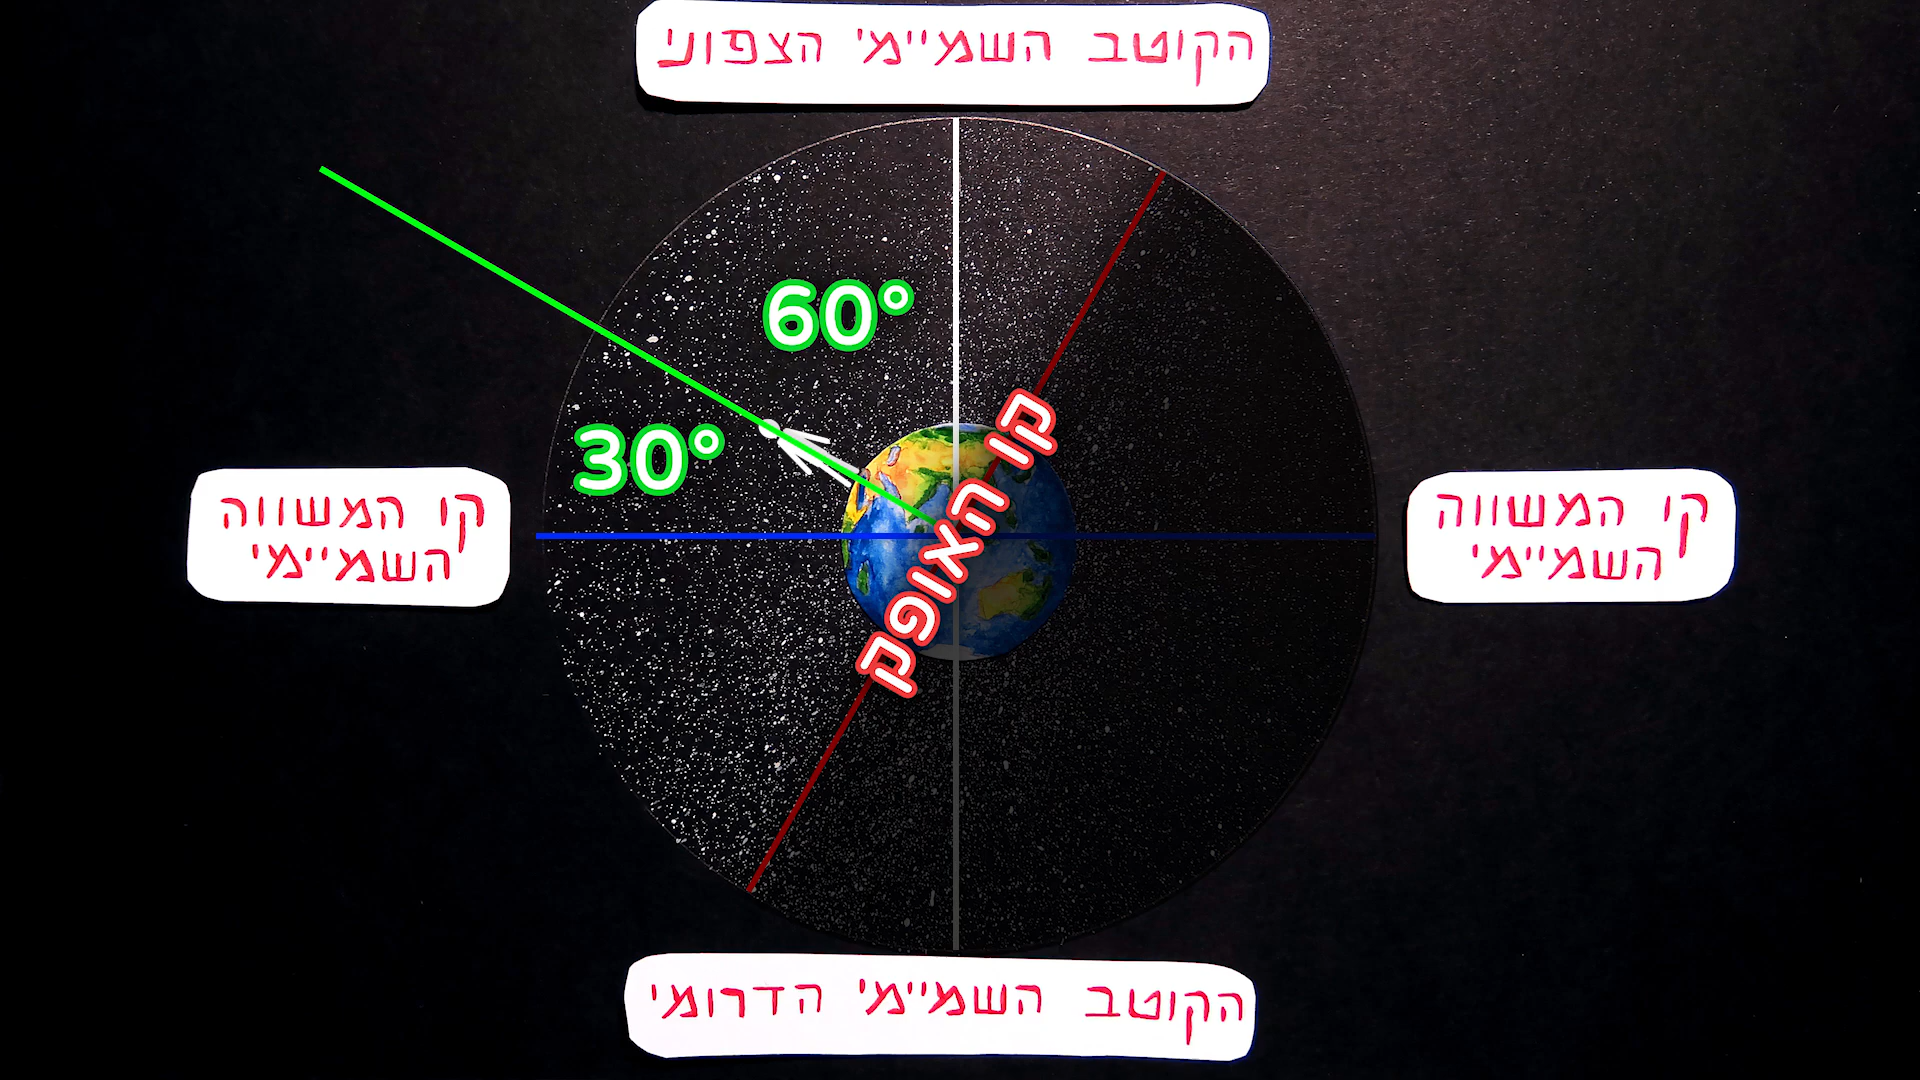 הקוטב השמיימי הצפוני
60°
30°
קו האופק
קו המשווה
השמיימי
קו המשווה
השמיימי
הקוטב השמיימי הדרומי